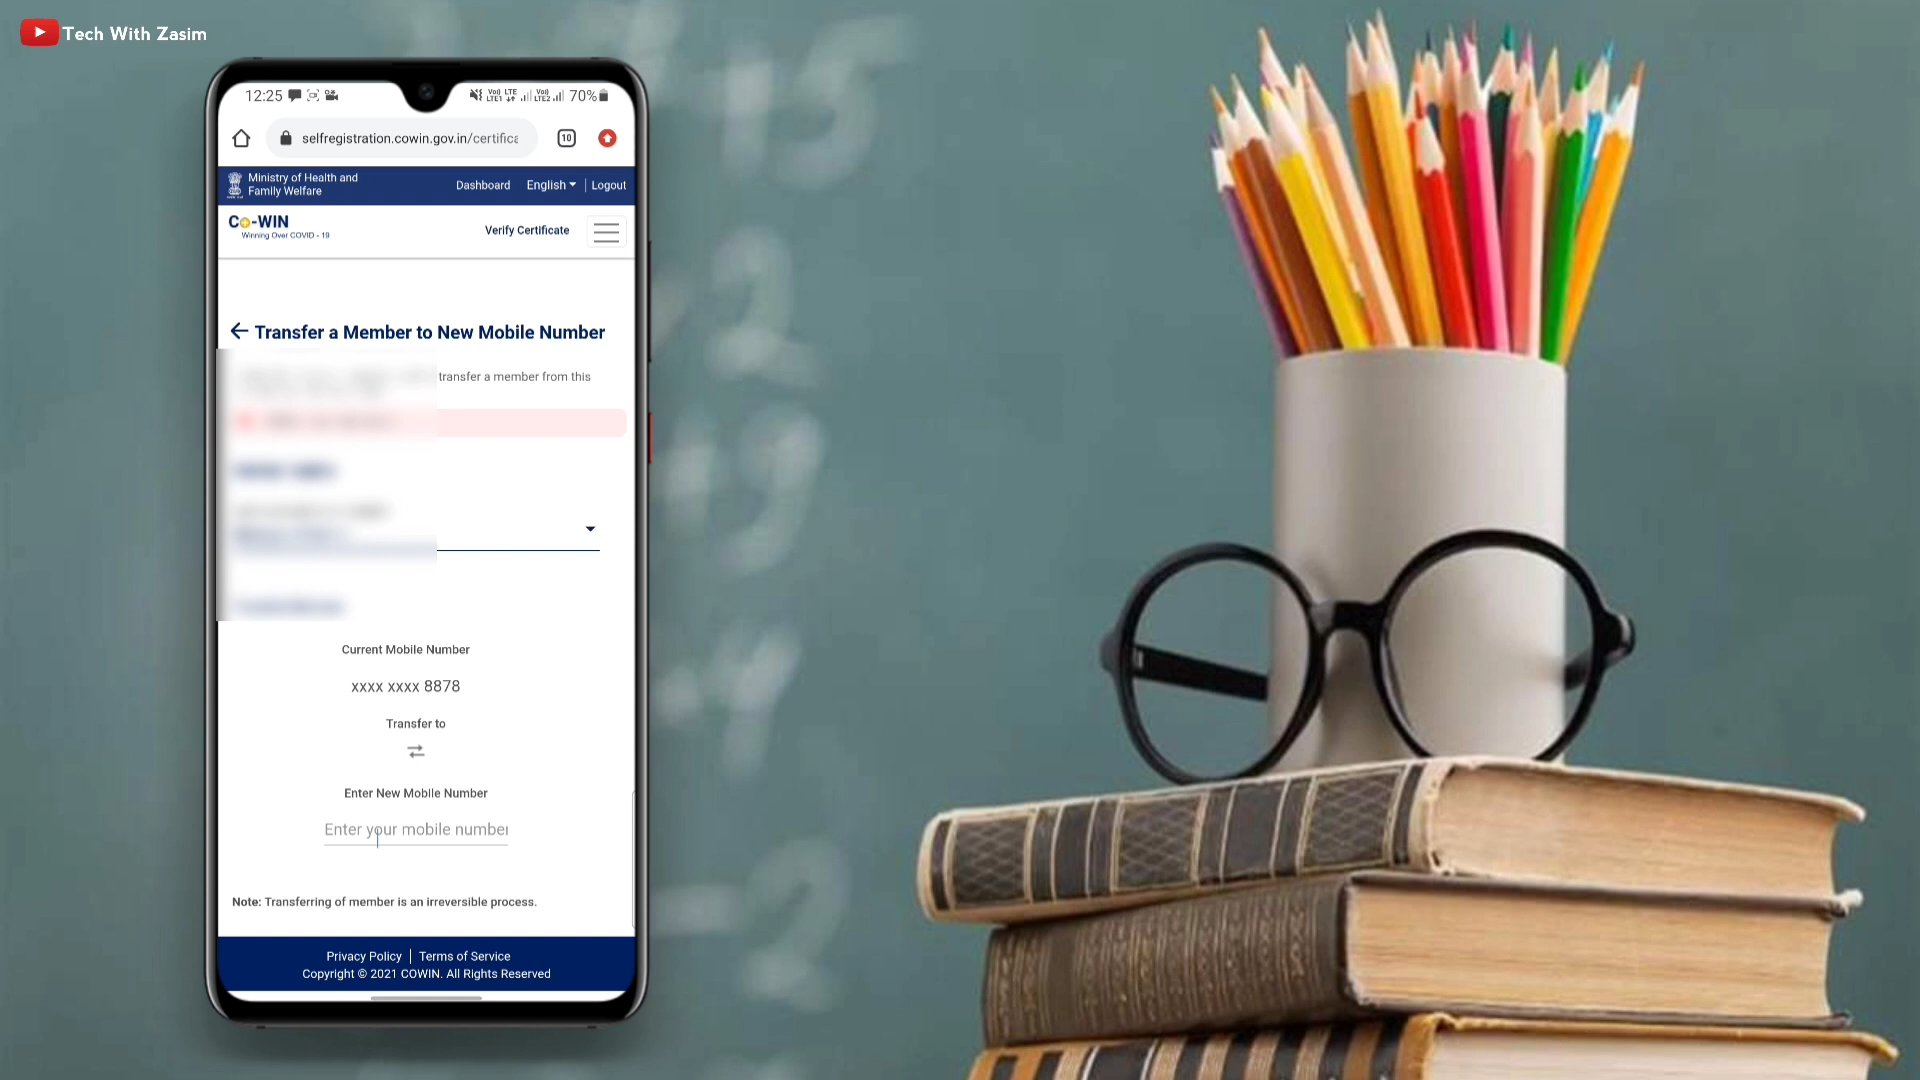 Tech With Zasim
12:25 70%
selfregistration.cowin.gov.in/certifica
10
Ministry of Health and
Family Welfare
Dashboard English Logout
Co-WIN
Winning Over COVID - 19
Verify Certificate
Transfer a Member to New Mobile Number
transfer a member from this
Current Mobile Number
xxxx xxxx 8878
Transfer to
Enter New Mobile Number
Enter your mobile number
Note: Transferring of member is an irreversible process.
Privacy Policy | Terms of Service
Copyright © 2021 COWIN. All Rights Reserved